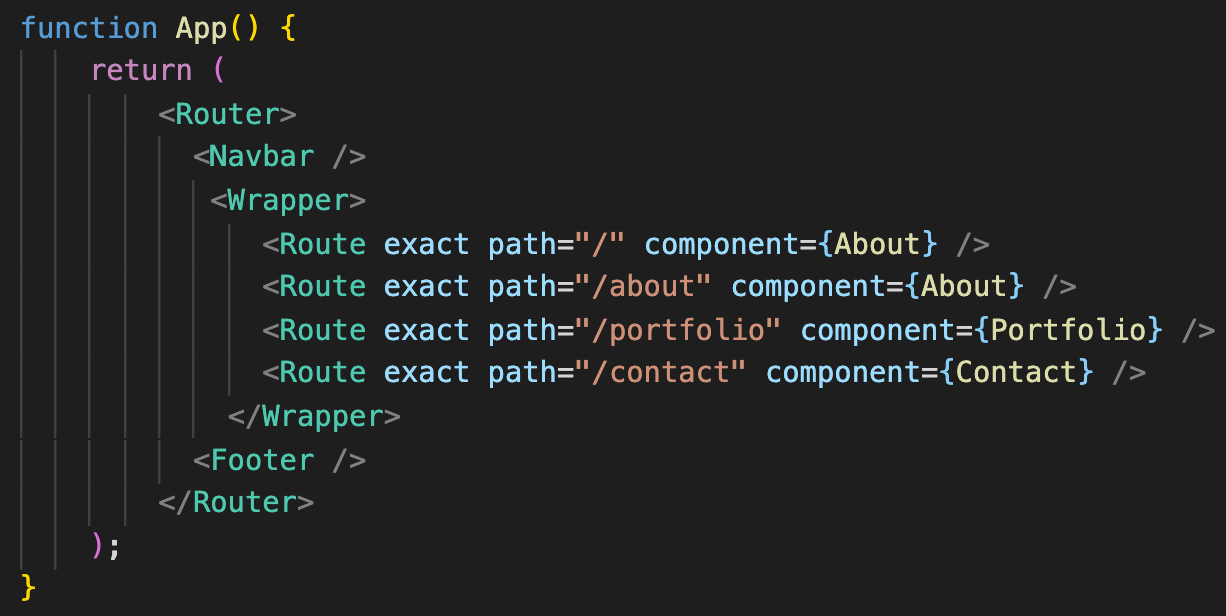 function App() {
    return (
        <Router>
          <Navbar />
           <Wrapper>
              <Route exact path="/" component={About} />
              <Route exact path="/about" component={About} />
              <Route exact path="/portfolio" component={Portfolio} />
              <Route exact path="/contact" component={Contact} />
            </Wrapper>
          <Footer />
        </Router>
    );
}